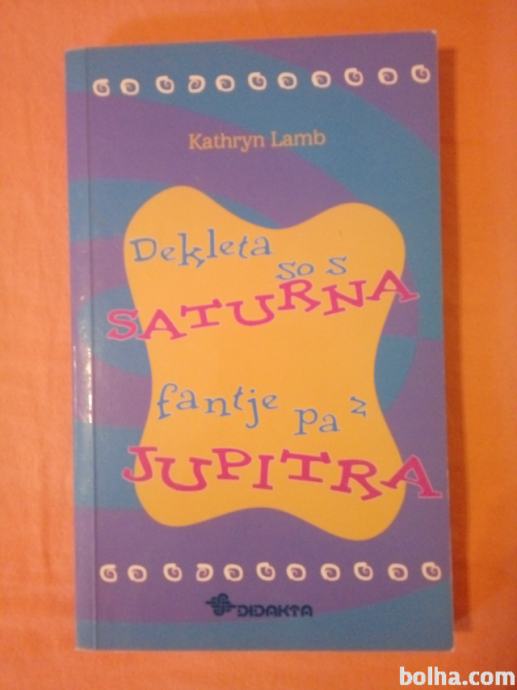 Kathryn Lamb
Dekleta
so s
SATURNA
fantje pa z
JUPITRA
DIDAKTA
bolha.com